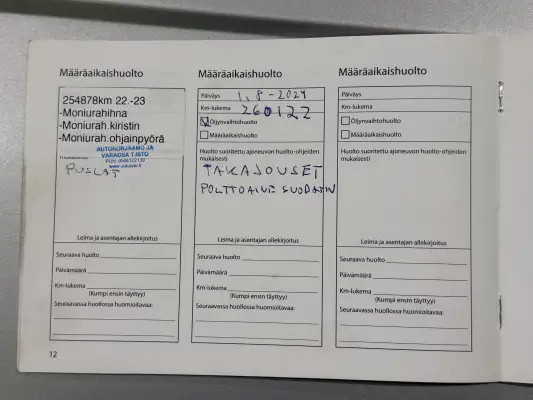 Määräaikaishuolto
254878km 22.-23
-Moniurahihna
-Moniurah.kiristin
-Moniurah.ohjainpyörä
AUTOKORJAAMO JA
VARAOSA T.ISTO
PUSLAT
Leima ja asentajan allekirjoitus
Seuraava huolto
Päivämäärä
Km-lukema
(Kumpi ensin täyttyy)
Seuraavassa huollossa huomioitavaa:
12
Määräaikaishuolto
Päiväys 1,8-2024
Km-lukema 260122
Öljynvaihtohuolto
Määräaikaishuolto
Huolto suoritettu ajoneuvon huolto-ohjeiden
mukaisesti
TAKAJOUSET
POLTTOAINE SUODATIN
Leima ja asentajan allekirjoitus
Seuraava huolto
Päivämäärä
Km-lukema
(Kumpi ensin täyttyy)
Seuraavassa huollossa huomioitavaa:
Määräaikaishuolto
Päiväys
Km-lukema
Öljynvaihtohuolto
Määräaikaishuolto
Huolto suoritettu ajoneuvon huolto-ohjeiden
mukaisesti
Leima ja asentajan allekirjoitus
Seuraava huolto
Päivämäärä
Km-lukema
(Kumpi ensin täyttyy)
Seuraavassa huollossa huomioitavaa: